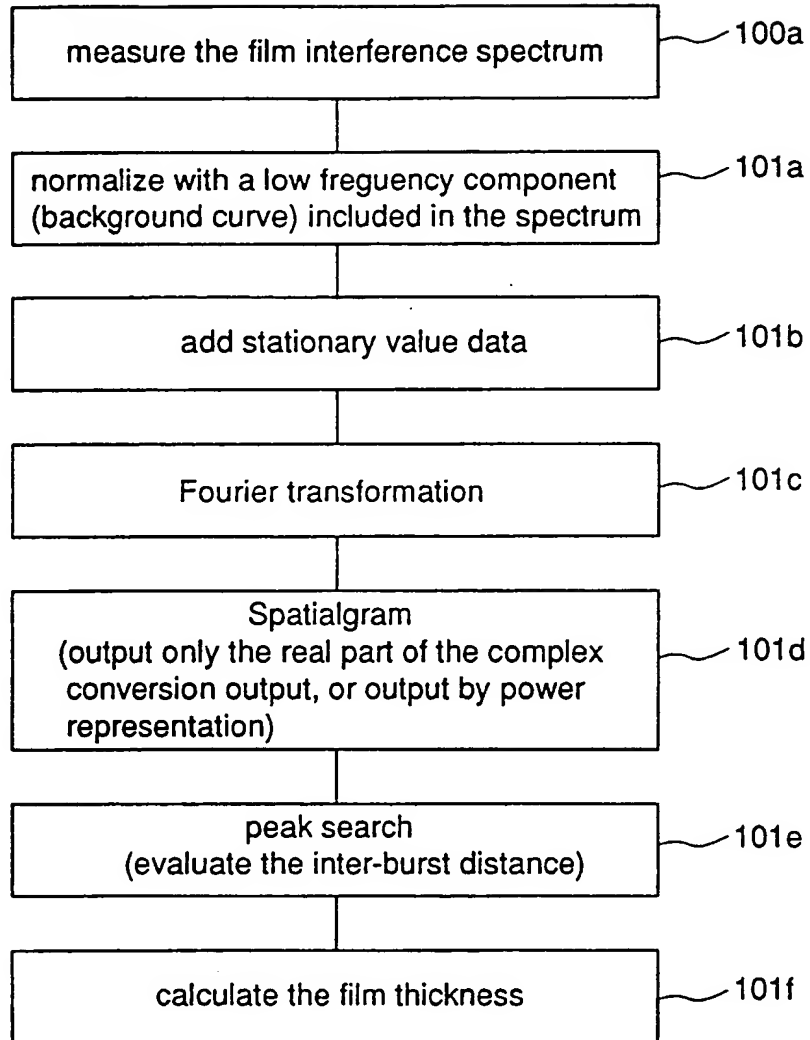 measure the film interference spectrum
100a
normalize with a low freguency component
(background curve) included in the spectrum
101a
add stationary value data
101b
Fourier transformation
101c
Spatialgram
(output only the real part of the complex
conversion output, or output by power
representation)
101d
peak search
(evaluate the inter-burst distance)
101e
calculate the film thickness
101f